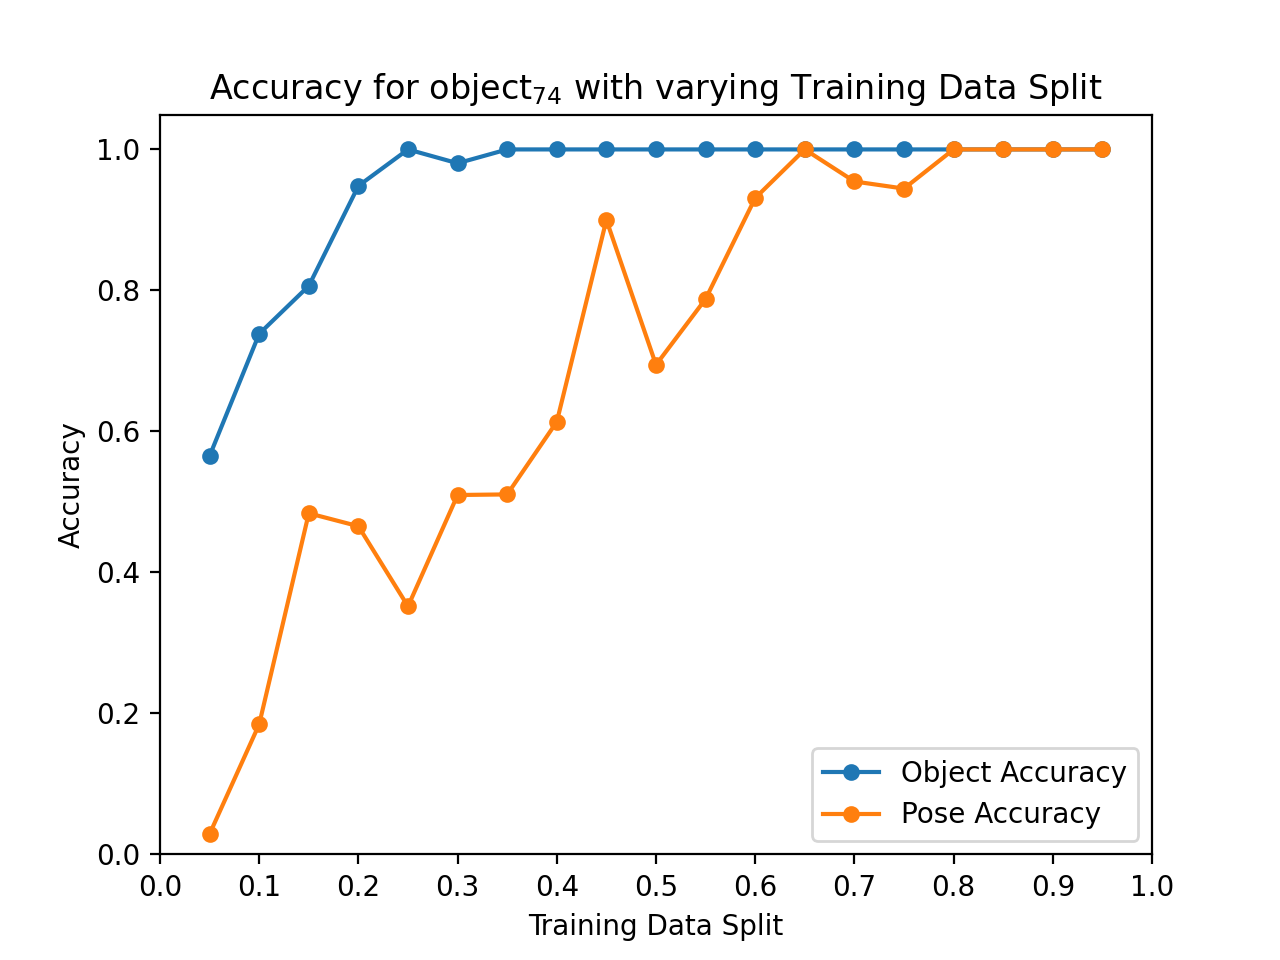 Accuracy for object₇₄ with varying Training Data Split
1.0
0.8
0.6
0.4
0.2
0.0
Accuracy
Object Accuracy
Pose Accuracy
0.0 0.1 0.2 0.3 0.4 0.5 0.6 0.7 0.8 0.9 1.0
Training Data Split